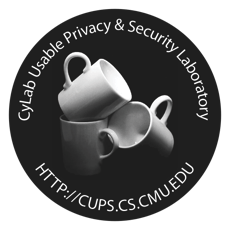 CyLab Usable Privacy & Security Laboratory
HTTP://CUPS.CS.CMU.EDU